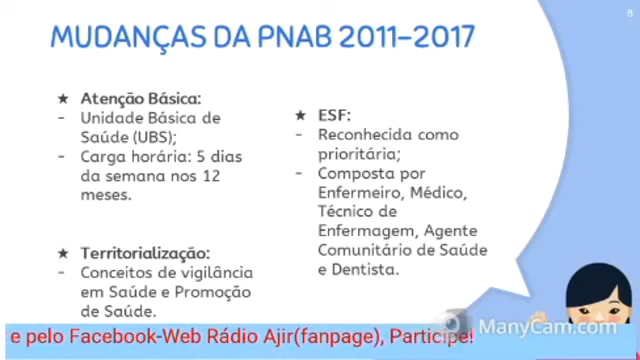 8
MUDANÇAS DA PNAB 2011-2017
★ Atenção Básica:
- Unidade Básica de
Saúde (UBS);
- Carga horária: 5 dias
da semana nos 12
meses.
★ Territorialização:
- Conceitos de vigilância
em Saúde e Promoção
de Saúde.
★ ESF:
- Reconhecida como
prioritária;
- Composta por
Enfermeiro, Médico,
Técnico de
Enfermagem, Agente
Comunitário de Saúde
e Dentista.
e pelo Facebook-Web Rádio Ajir(fanpage), Participe!
ManyCam.com